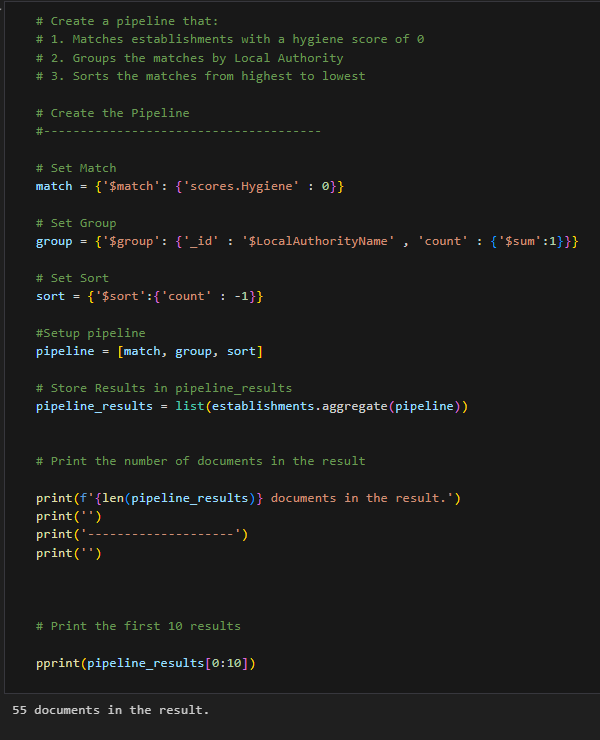 # Create a pipeline that:
# 1. Matches establishments with a hygiene score of 0
# 2. Groups the matches by Local Authority
# 3. Sorts the matches from highest to lowest
# Create the Pipeline
#--------------------------------------
# Set Match
match = {'$match': {'scores.Hygiene' : 0}}
# Set Group
group = {'$group': {'_id' : '$LocalAuthorityName' , 'count' : {'$sum':1}}}
# Set Sort
sort = {'$sort':{'count' : -1}}
#Setup pipeline
pipeline = [match, group, sort]
# Store Results in pipeline_results
pipeline_results = list(establishments.aggregate(pipeline))
# Print the number of documents in the result
print(f'{len(pipeline_results)} documents in the result.')
print('')
print('--------------------')
print('')
# Print the first 10 results
pprint(pipeline_results[0:10])
55 documents in the result.